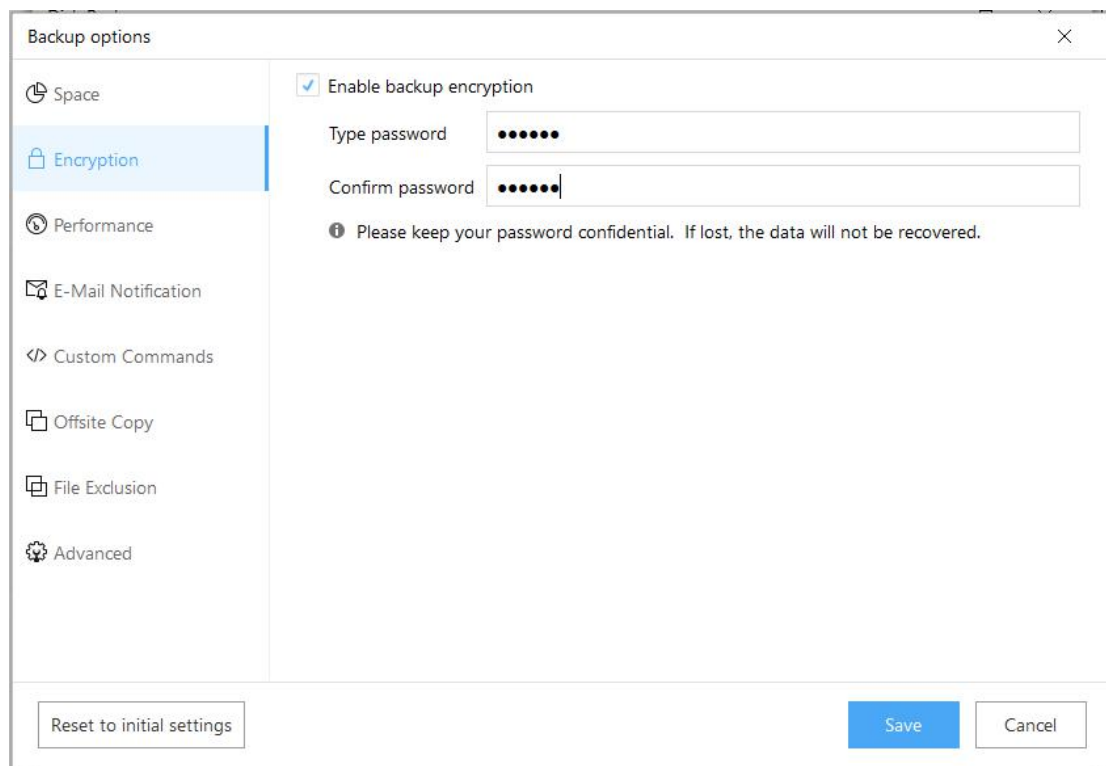 Backup options
Space
Encryption
Performance
E-Mail Notification
Custom Commands
Offsite Copy
File Exclusion
Advanced
Enable backup encryption
Type password ••••••
Confirm password ••••••
Please keep your password confidential.  If lost, the data will not be recovered.
Reset to initial settings
Save
Cancel